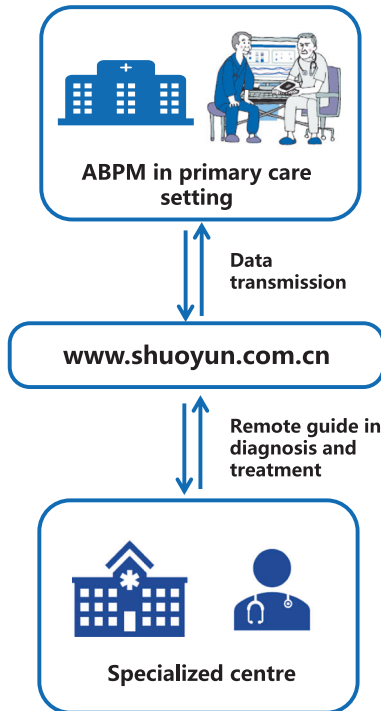 ABPM in primary care
setting
Data
transmission
www.shuoyun.com.cn
Remote guide in
diagnosis and
treatment
Specialized centre